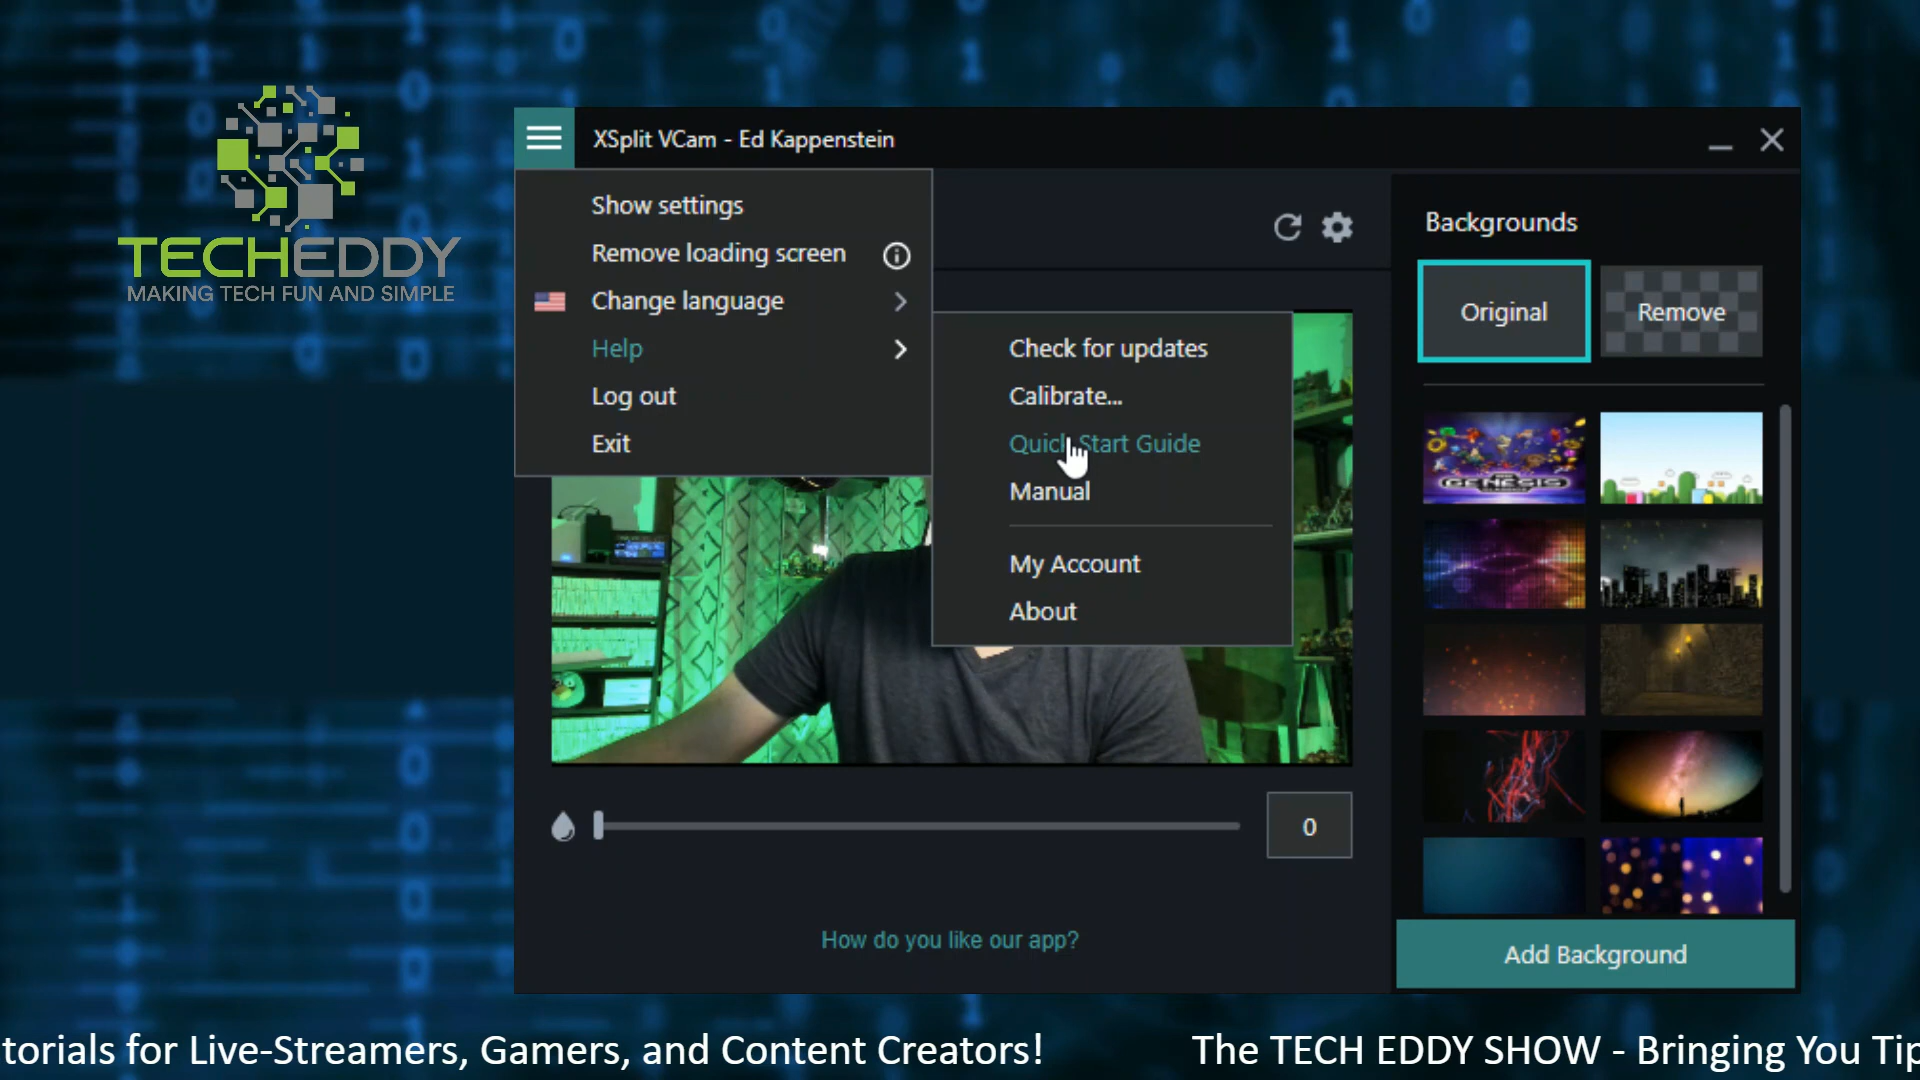 TECHEDDY
MAKING TECH FUN AND SIMPLE
XSplit VCam - Ed Kappenstein
Show settings
Remove loading screen
Change language
Help
Log out
Exit
Check for updates
Calibrate...
Quick Start Guide
Manual
My Account
About
Backgrounds
Original
Remove
GENESIS
0
How do you like our app?
Add Background
torials for Live-Streamers, Gamers, and Content Creators!
The TECH EDDY SHOW - Bringing You Tip